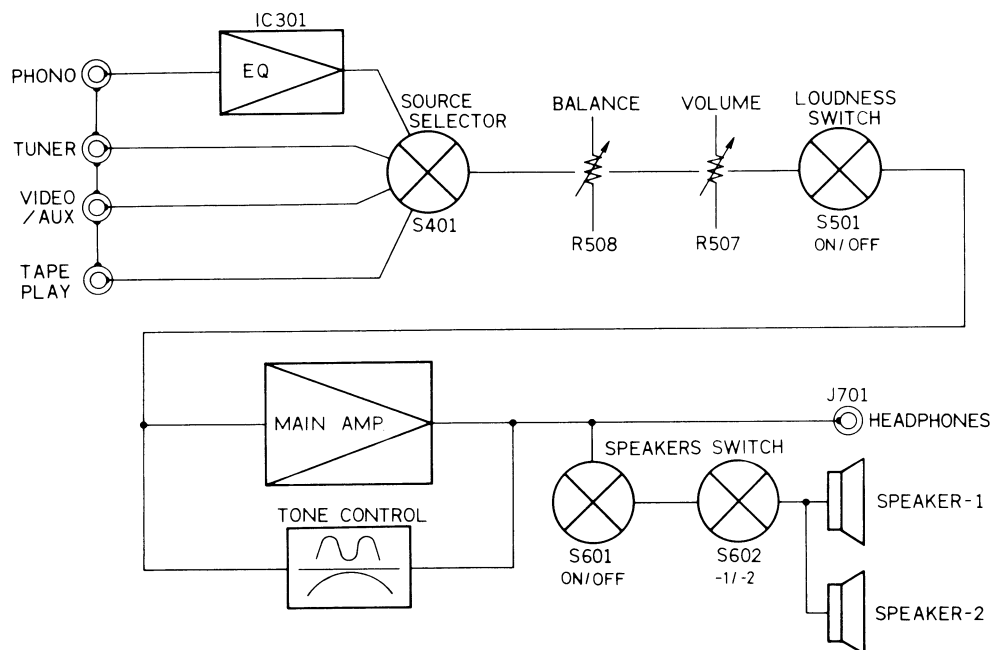 IC301
PHONO
EQ
SOURCE
SELECTOR
BALANCE
VOLUME
LOUDNESS
SWITCH
TUNER
VIDEO
/AUX
S401
R508
R507
S501
ON/OFF
TAPE
PLAY
MAIN AMP.
J701
HEADPHONES
SPEAKERS SWITCH
TONE CONTROL
SPEAKER-1
S601
ON/OFF
S602
-1/-2
SPEAKER-2